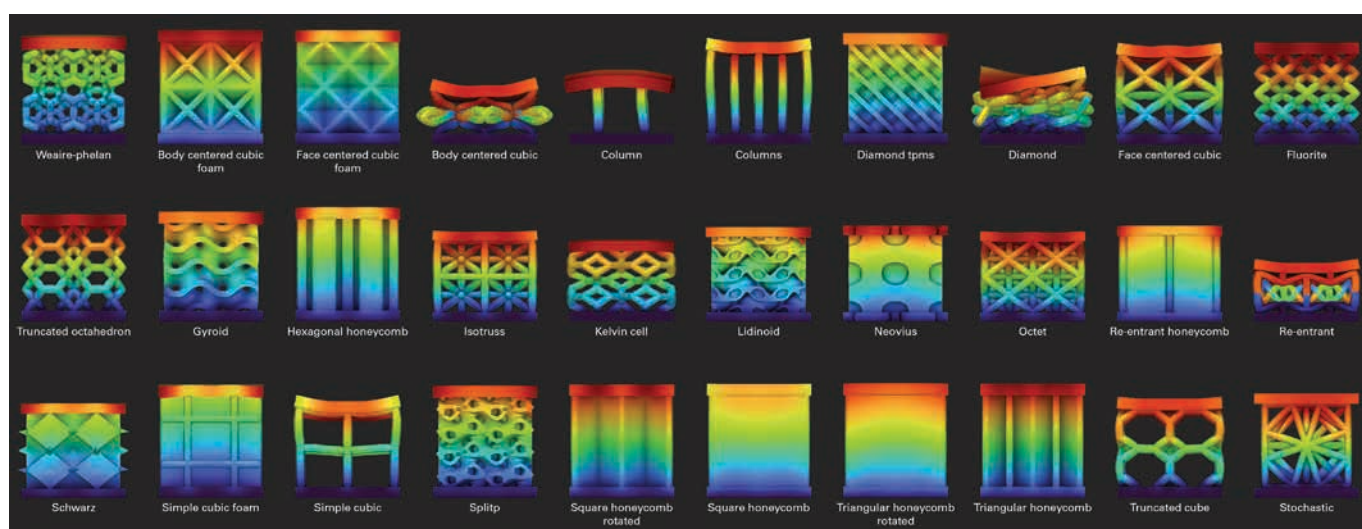 Weaire-phelan
Body centered cubic
foam
Face centered cubic
foam
Body centered cubic
Column
Columns
Diamond tpms
Diamond
Face centered cubic
Fluorite
Truncated octahedron
Gyroid
Hexagonal honeycomb
Isotruss
Kelvin cell
Lidinoid
Neovius
Octet
Re-entrant honeycomb
Re-entrant
Schwarz
Simple cubic foam
Simple cubic
Splitp
Square honeycomb
rotated
Square honeycomb
Triangular honeycomb
rotated
Triangular honeycomb
Truncated cube
Stochastic